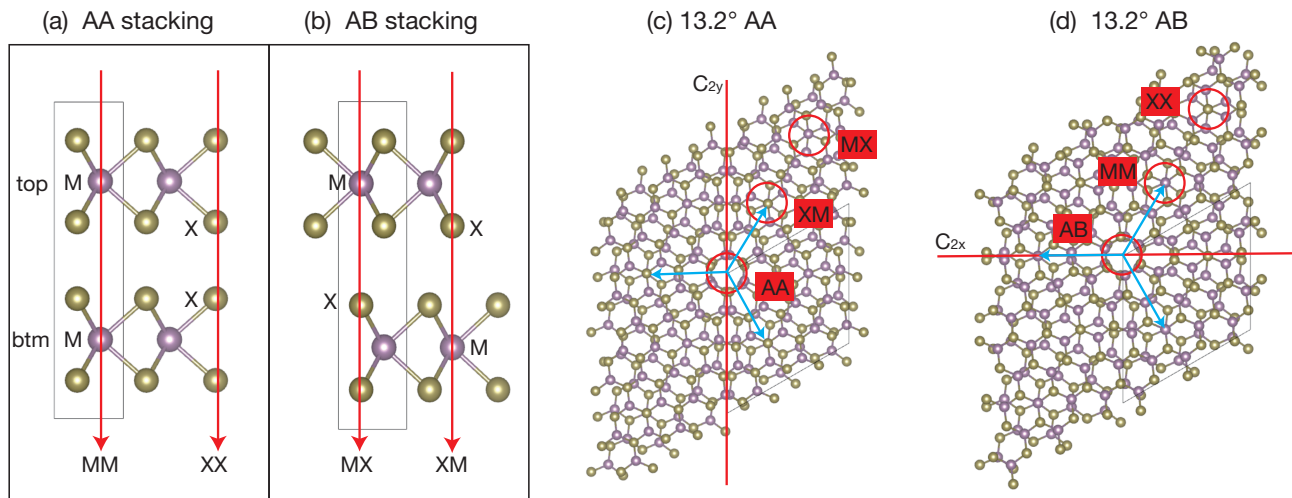 (a) AA stacking
(b) AB stacking
(c) 13.2° AA
(d) 13.2° AB
top
M
X
X
btm
M
MM
XX
M
X
X
M
MX
XM
C2y
MX
XM
AA
XX
MM
AB
C2x